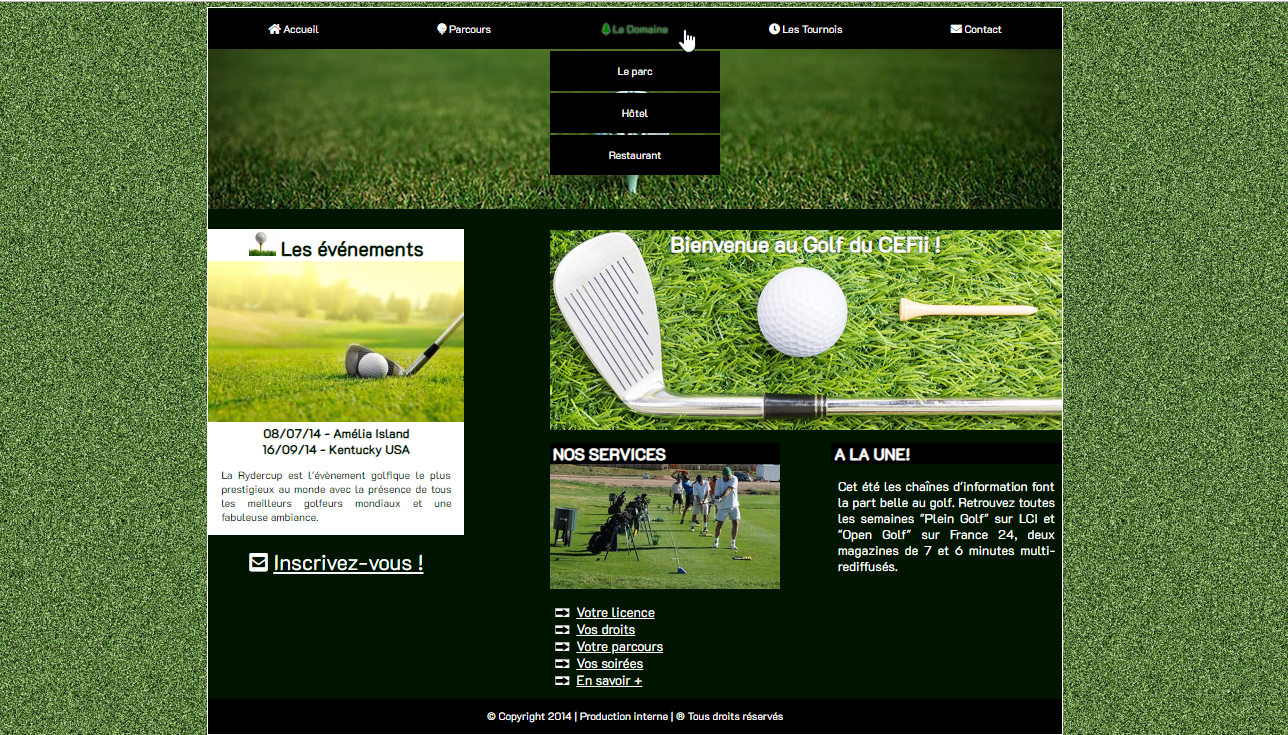 Accueil
Parcours
Le Domaine
Les Tournois
Contact
Le parc
Hôtel
Restaurant
Les événements
08/07/14 - Amélia Island
16/09/14 - Kentucky USA
La Rydercup est l'évènement golfique le plus
prestigieux au monde avec la présence de tous
les meilleurs golfeurs mondiaux et une
fabuleuse ambiance.
Inscrivez-vous !
Bienvenue au Golf du CEFii !
NOS SERVICES
Votre licence
Vos droits
Votre parcours
Vos soirées
En savoir +
A LA UNE!
Cet été les chaînes d'information font
la part belle au golf. Retrouvez toutes
les semaines "Plein Golf" sur LCI et
"Open Golf" sur France 24, deux
magazines de 7 et 6 minutes multi-
rediffusés.
© Copyright 2014 | Production interne | ® Tous droits réservés